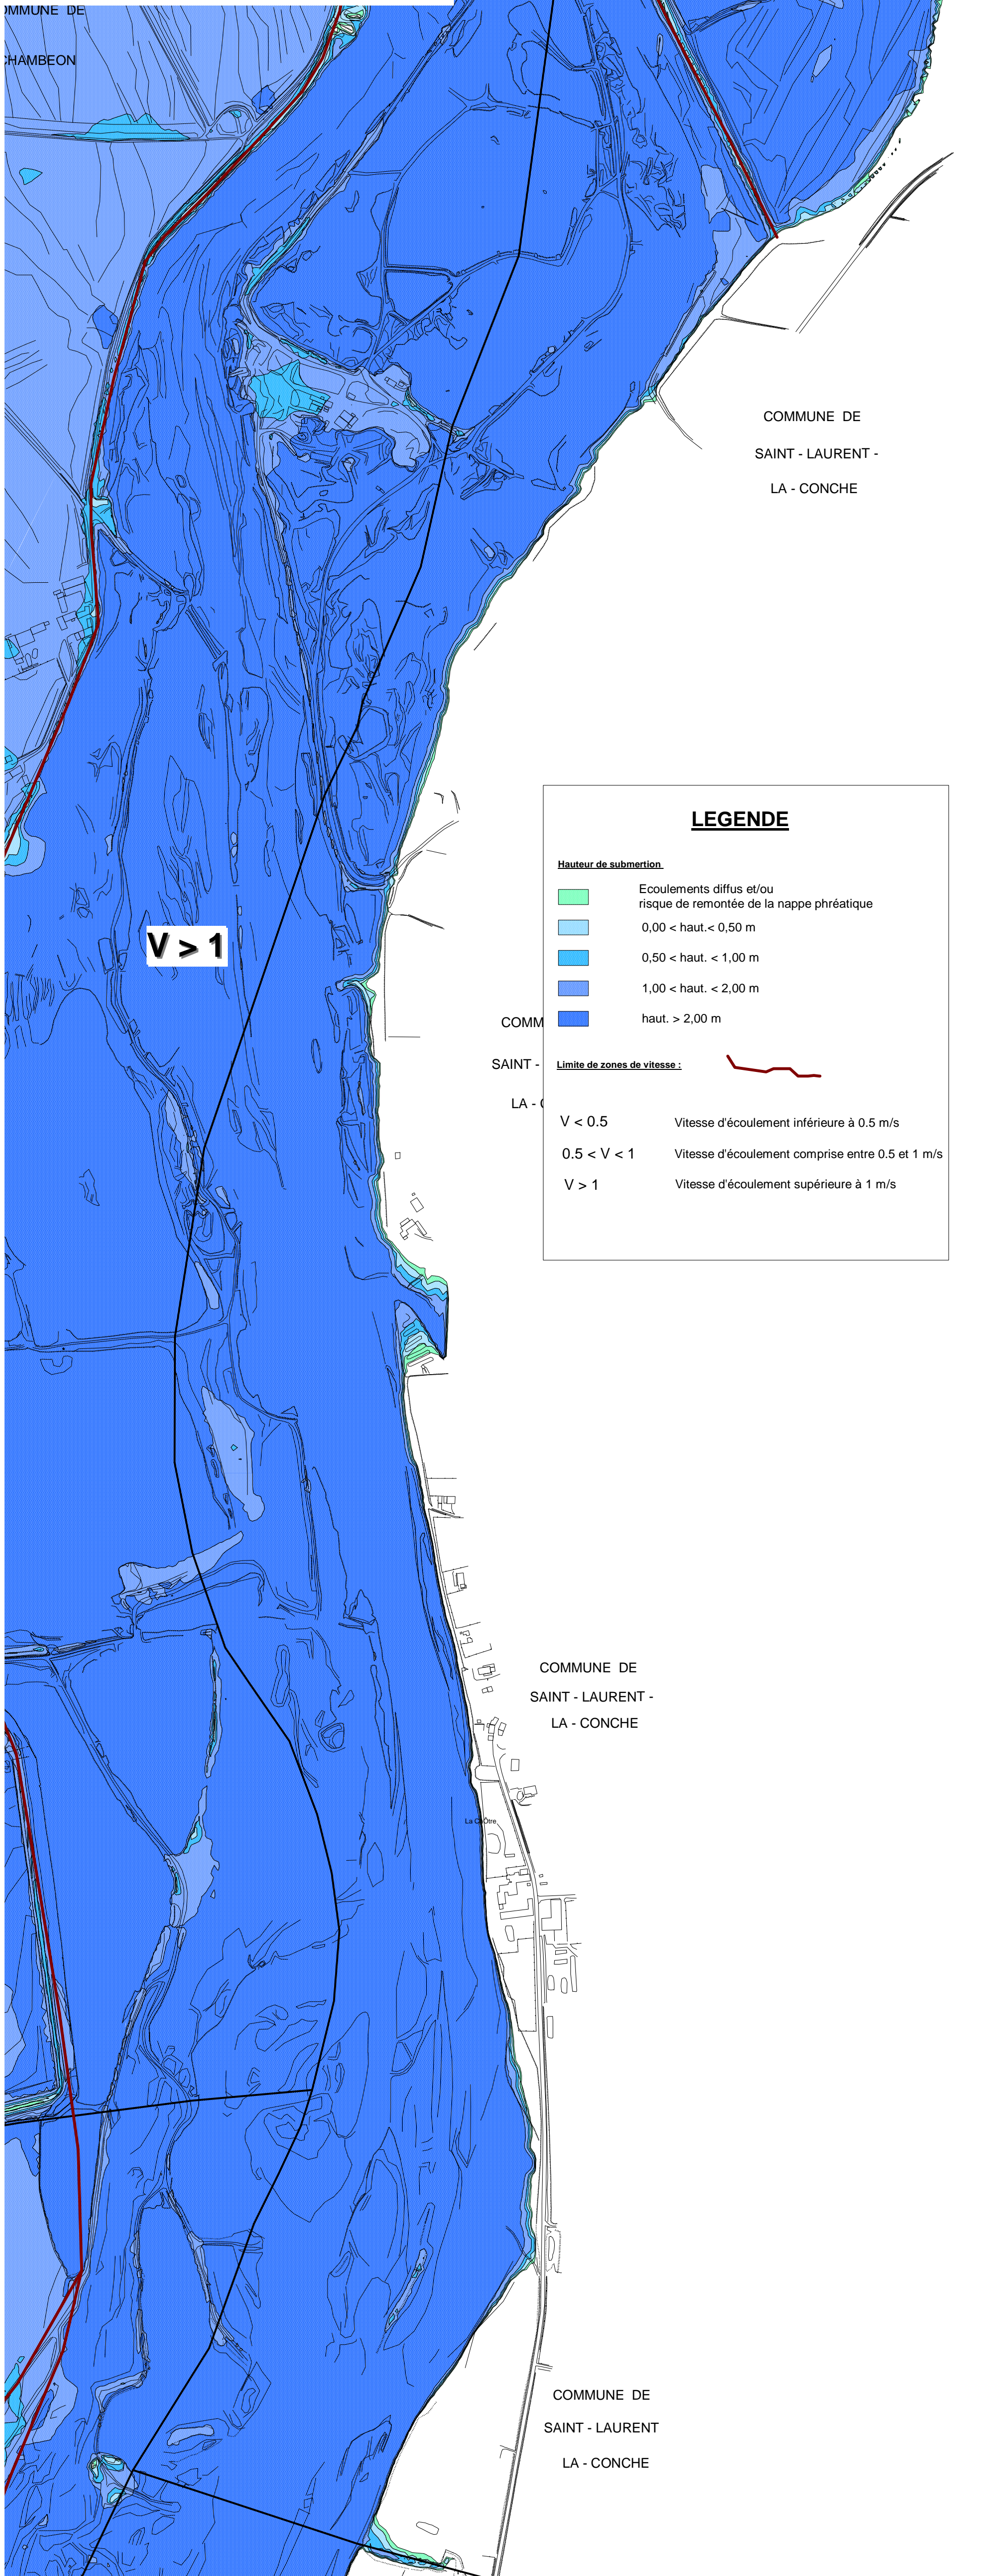 COMMUNE DE
CHAMBEON
COMMUNE DE
SAINT - LAURENT -
LA - CONCHE
LEGENDE
Hauteur de submertion
Ecoulements diffus et/ou
risque de remontée de la nappe phréatique
0,00 < haut.< 0,50 m
0,50 < haut. < 1,00 m
1,00 < haut. < 2,00 m
haut. > 2,00 m
V > 1
COMM
SAINT -
LA - C
Limite de zones de vitesse :
V < 0.5 Vitesse d'écoulement inférieure à 0.5 m/s
0.5 < V < 1 Vitesse d'écoulement comprise entre 0.5 et 1 m/s
V > 1 Vitesse d'écoulement supérieure à 1 m/s
COMMUNE DE
SAINT - LAURENT -
LA - CONCHE
COMMUNE DE
SAINT - LAURENT
LA - CONCHE